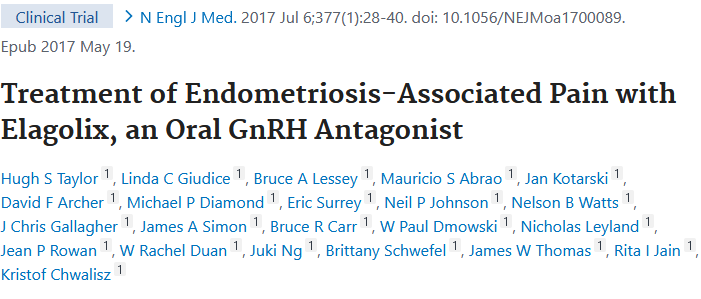 Clinical Trial > N Engl J Med. 2017 Jul 6;377(1):28-40. doi: 10.1056/NEJMoa1700089.
Epub 2017 May 19.
Treatment of Endometriosis-Associated Pain with
Elagolix, an Oral GnRH Antagonist
Hugh S Taylor 1, Linda C Giudice 1, Bruce A Lessey 1, Mauricio S Abrao 1, Jan Kotarski 1,
David F Archer 1, Michael P Diamond 1, Eric Surrey 1, Neil P Johnson 1, Nelson B Watts 1,
J Chris Gallagher 1, James A Simon 1, Bruce R Carr 1, W Paul Dmowski 1, Nicholas Leyland 1,
Jean P Rowan 1, W Rachel Duan 1, Juki Ng 1, Brittany Schwefel 1, James W Thomas 1, Rita I Jain 1,
Kristof Chwalisz 1